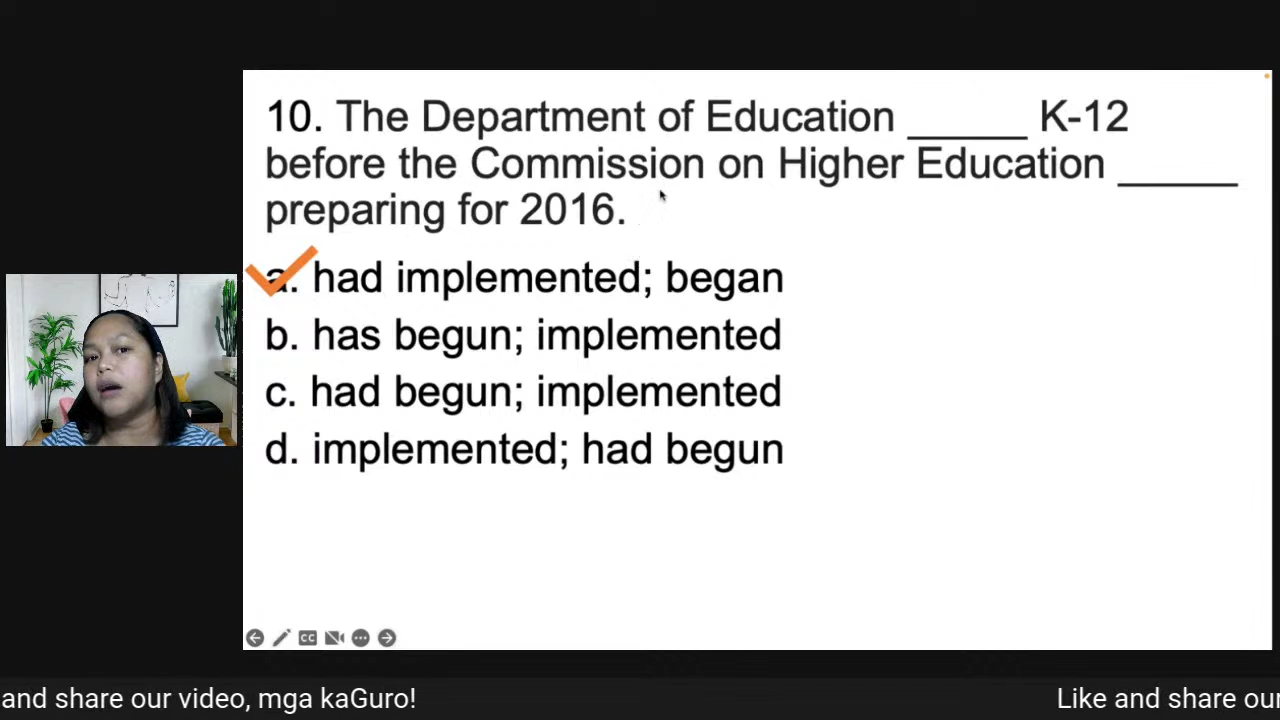 10. The Department of Education ______ K-12
before the Commission on Higher Education ______
preparing for 2016.
a. had implemented; began
b. has begun; implemented
c. had begun; implemented
d. implemented; had begun
CC
and share our video, mga kaGuro!
Like and share our